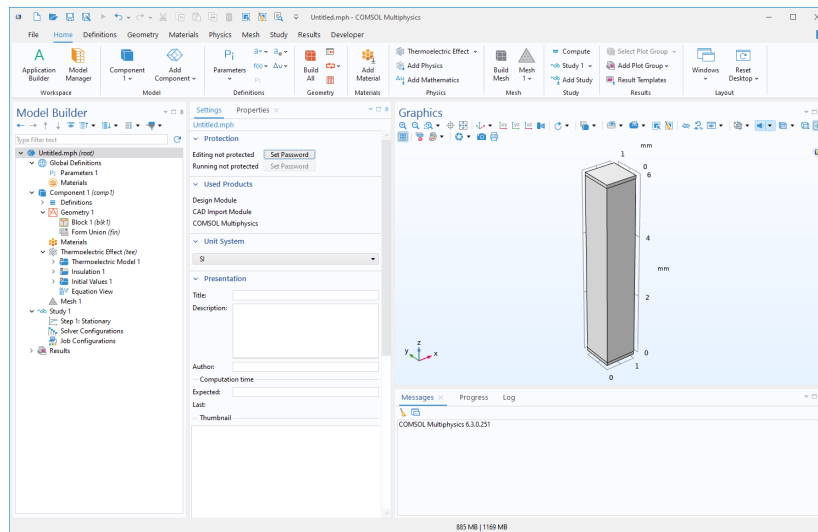 Untitled.mph - COMSOL Multiphysics
File Home Definitions Geometry Materials Physics Mesh Study Results Developer
Application Builder
Model Manager
Workspace
Component 1
Add Component
Model
Parameters
Pi
a=
f(x)
Δu
Pi
Definitions
Build All
Geometry
Add Material
Materials
Thermoelectric Effect
Add Physics
Add Mathematics
Physics
Build Mesh
Mesh 1
Mesh
Compute
Study 1
Add Study
Study
Select Plot Group
Add Plot Group
Result Templates
Results
Windows
Reset Desktop
Layout
Model Builder
Type filter text
Untitled.mph (root)
Global Definitions
Pi Parameters 1
Materials
Component 1 (comp1)
Definitions
Geometry 1
Block 1 (blk1)
Form Union (fin)
Materials
Thermoelectric Effect (tee)
Thermoelectric Model 1
Insulation 1
Initial Values 1
Equation View
Mesh 1
Study 1
Step 1: Stationary
Solver Configurations
Job Configurations
Results
Settings Properties
Untitled.mph
Protection
Editing not protected Set Password
Running not protected Set Password
Used Products
Design Module
CAD Import Module
COMSOL Multiphysics
Unit System
SI
Presentation
Title:
Description:
Author:
Computation time
Expected:
Last:
Thumbnail
Graphics
mm
1
0
6
4
mm
2
0
1
0
z
y
x
Messages Progress Log
COMSOL Multiphysics 6.3.0.251
885 MB | 1169 MB